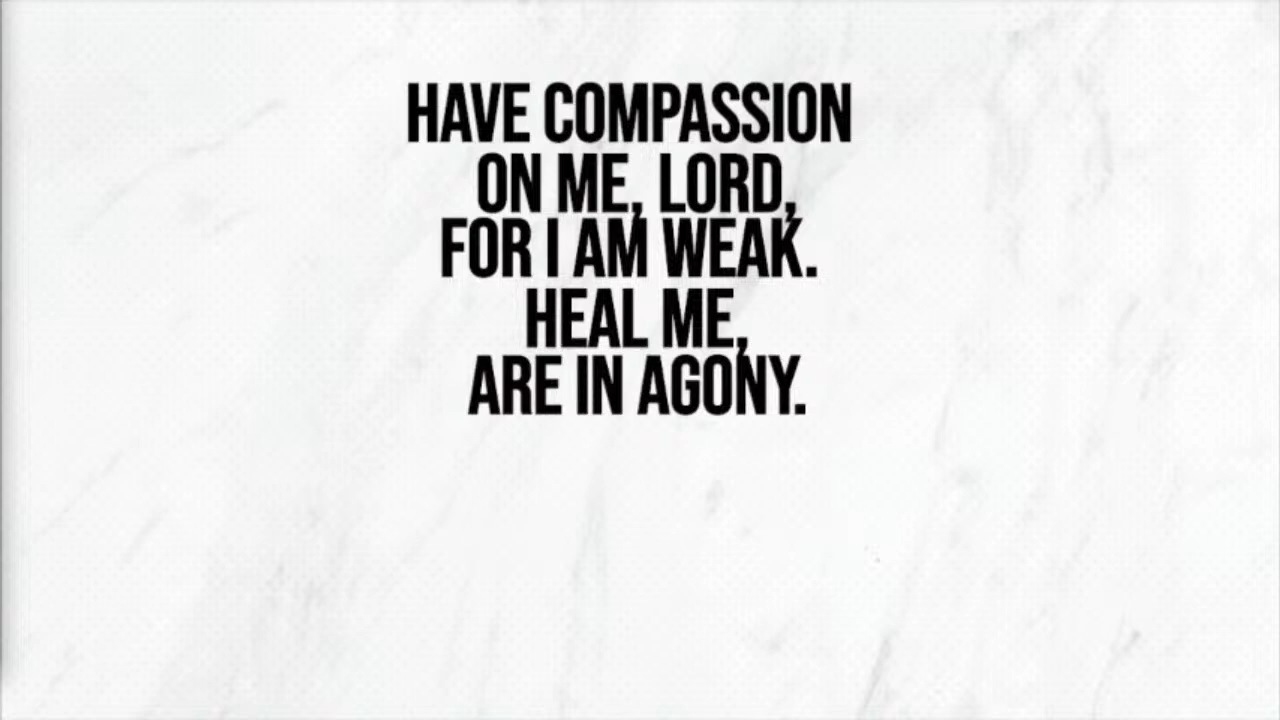 HAVE COMPASSION
ON ME, LORD,
FOR I AM WEAK.
HEAL ME,
ARE IN AGONY.